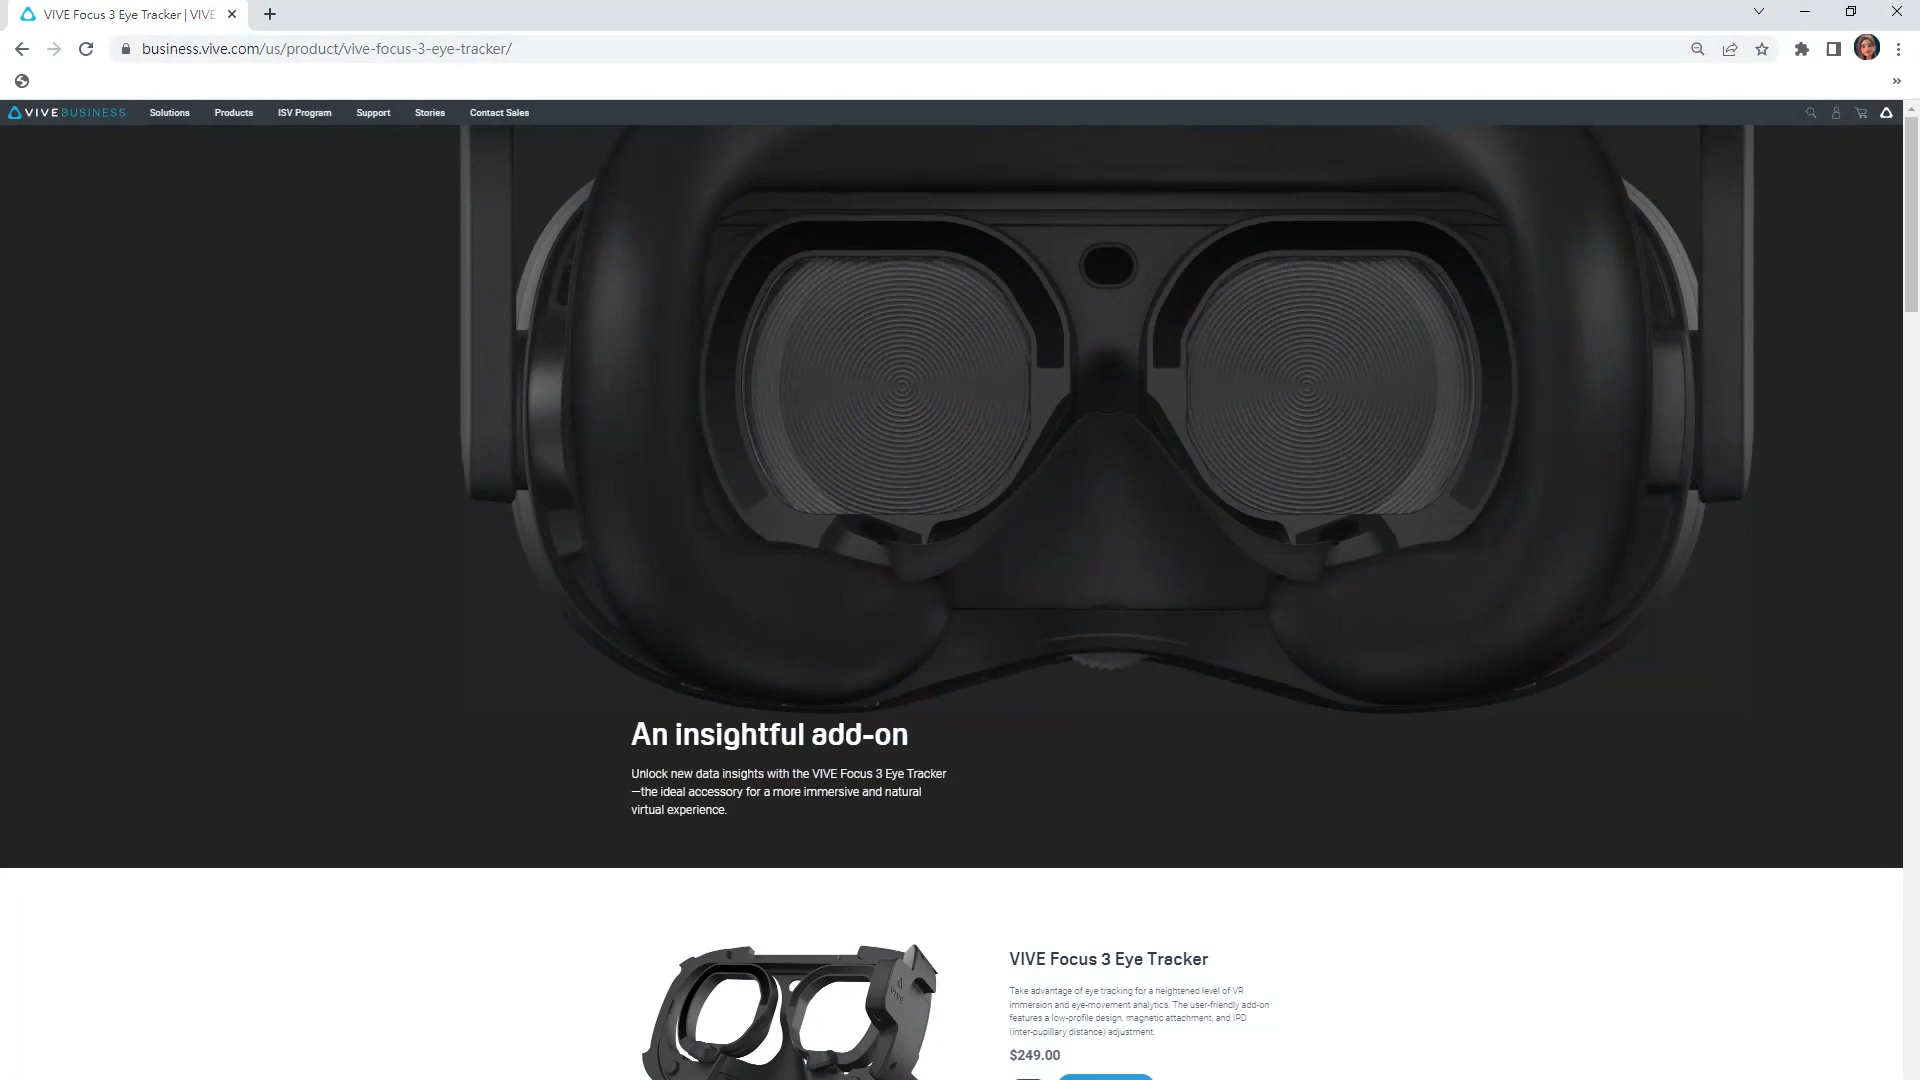 VIVE Focus 3 Eye Tracker | VIVE
business.vive.com/us/product/vive-focus-3-eye-tracker/
VIVE BUSINESS Solutions Products ISV Program Support Stories Contact Sales
An insightful add-on
Unlock new data insights with the VIVE Focus 3 Eye Tracker
—the ideal accessory for a more immersive and natural
virtual experience.
VIVE
VIVE Focus 3 Eye Tracker
Take advantage of eye tracking for a heightened level of VR
immersion and eye-movement analytics. The user-friendly add-on
features a low-profile design, magnetic attachment, and IPD
(inter-pupillary distance) adjustment.
$249.00